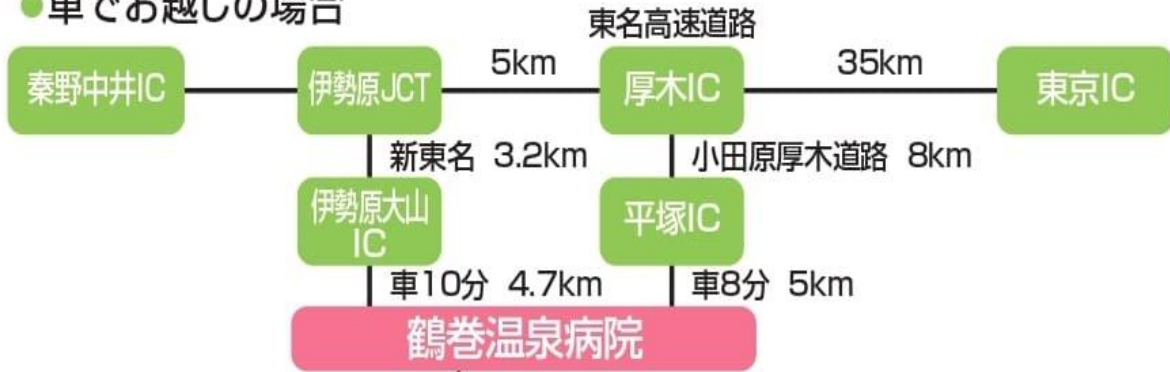 ●車でお越しの場合
東名高速道路
秦野中井IC
伊勢原JCT
5km
厚木IC
35km
東京IC
新東名 3.2km
小田原厚木道路 8km
伊勢原大山
IC
平塚IC
車10分 4.7km
車8分 5km
鶴巻温泉病院